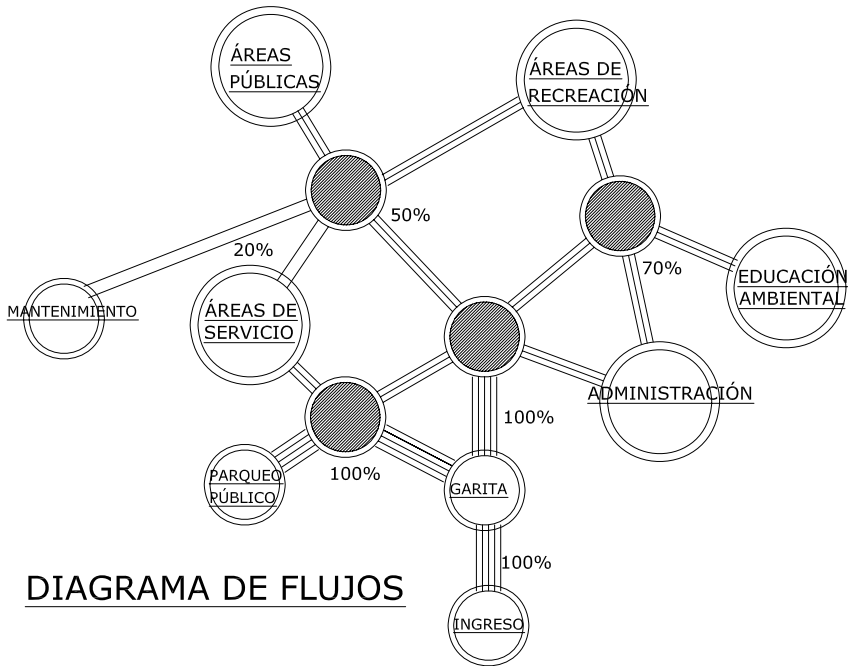 ÁREAS
PÚBLICAS
ÁREAS DE
RECREACIÓN
50%
20%
70%
EDUCACIÓN
AMBIENTAL
MANTENIMIENTO
ÁREAS DE
SERVICIO
ADMINISTRACIÓN
100%
100%
PARQUEO
PÚBLICO
GARITA
100%
DIAGRAMA DE FLUJOS
INGRESO